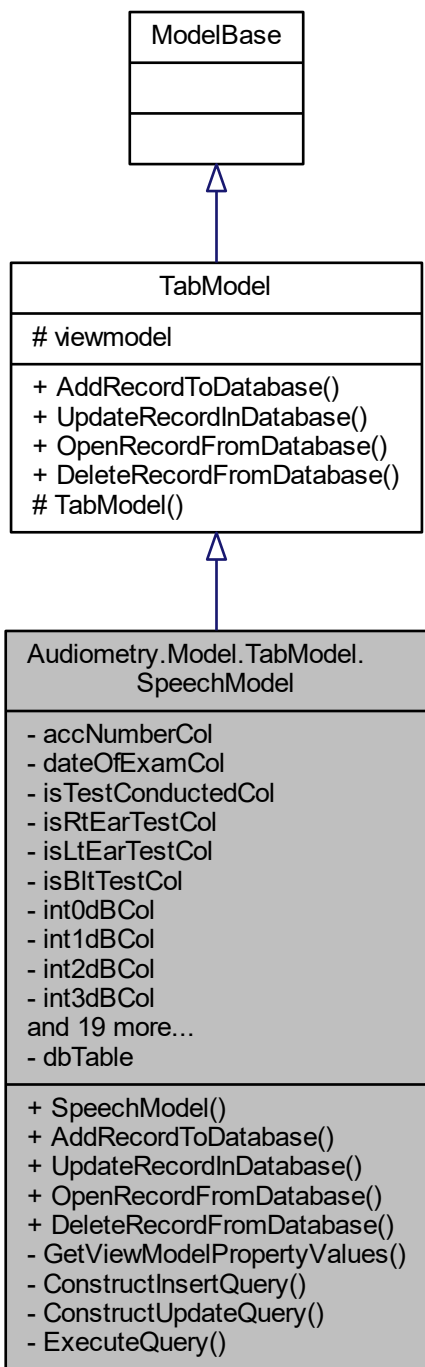 ModelBase
TabModel
# viewmodel
+ AddRecordToDatabase()
+ UpdateRecordInDatabase()
+ OpenRecordFromDatabase()
+ DeleteRecordFromDatabase()
# TabModel()
Audiometry.Model.TabModel.
SpeechModel
- accNumberCol
- dateOfExamCol
- isTestConductedCol
- isRtEarTestCol
- isLtEarTestCol
- isBltTestCol
- int0dBCol
- int1dBCol
- int2dBCol
- int3dBCol
and 19 more...
- dbTable
+ SpeechModel()
+ AddRecordToDatabase()
+ UpdateRecordInDatabase()
+ OpenRecordFromDatabase()
+ DeleteRecordFromDatabase()
- GetViewModelPropertyValues()
- ConstructInsertQuery()
- ConstructUpdateQuery()
- ExecuteQuery()